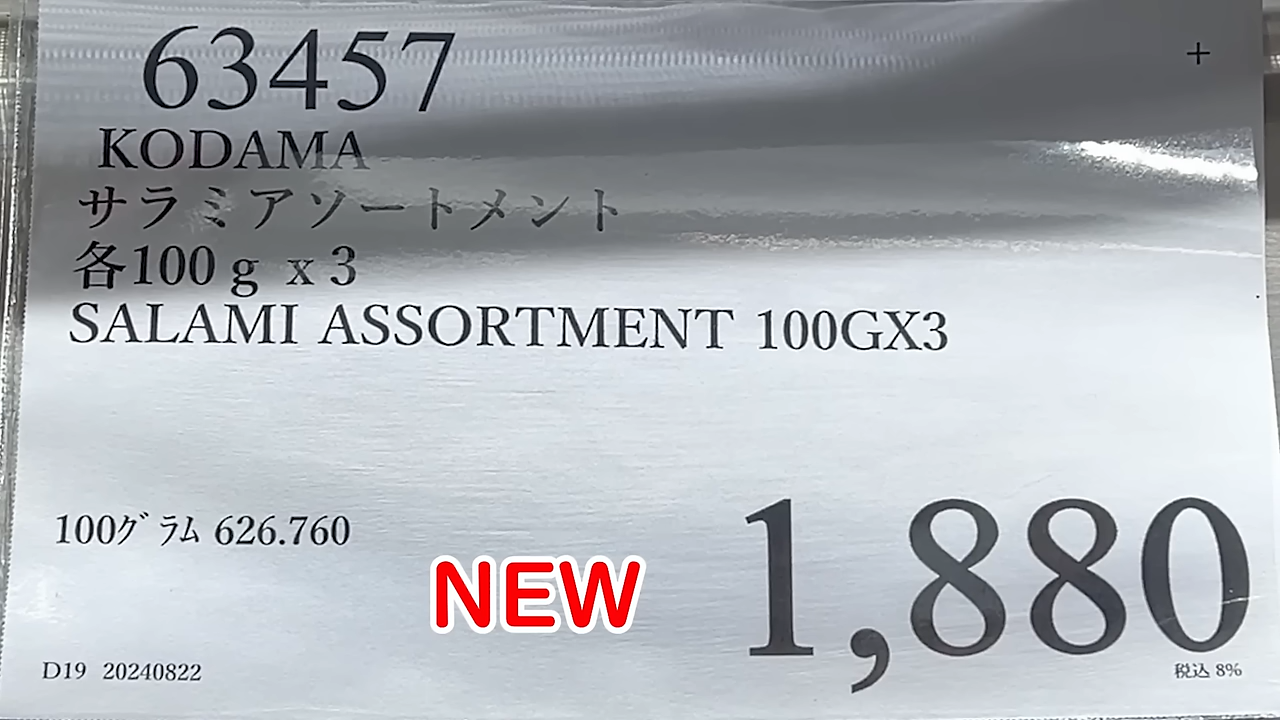 63457
+
KODAMA
サラミアソートメント
各100ｇ x 3
SALAMI ASSORTMENT 100GX3
100ｸﾞﾗﾑ 626.760
NEW
1,880
税込 8%
D19 20240822